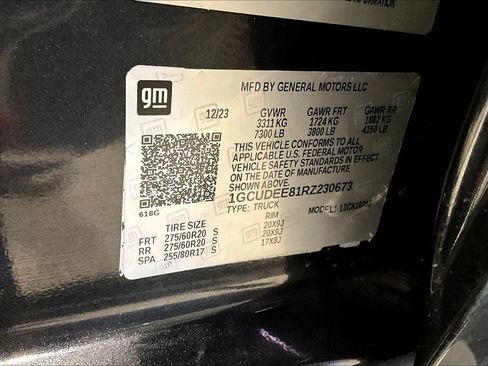 INFORMATION
gm
MFD BY GENERAL MOTORS LLC
12/23 GVWR GAWR FRT GAWR RR
3311 KG 1724 KG 1882 KG
7300 LB 3800 LB 4150 LB
THIS VEHICLE CONFORMS TO ALL
APPLICABLE U.S. FEDERAL MOTOR
VEHICLE SAFETY STANDARDS IN EFFECT
ON THE DATE OF MANUFACTURE
SHOWN ABOVE.
1GCUDEE81RZ230673
618G TYPE: TRUCK MODEL:
TIRE SIZE RIM
FRT 275/60R20 S 20X9J
RR 275/60R20 S 20X9J
SPA 255/80R17 S 17X8J